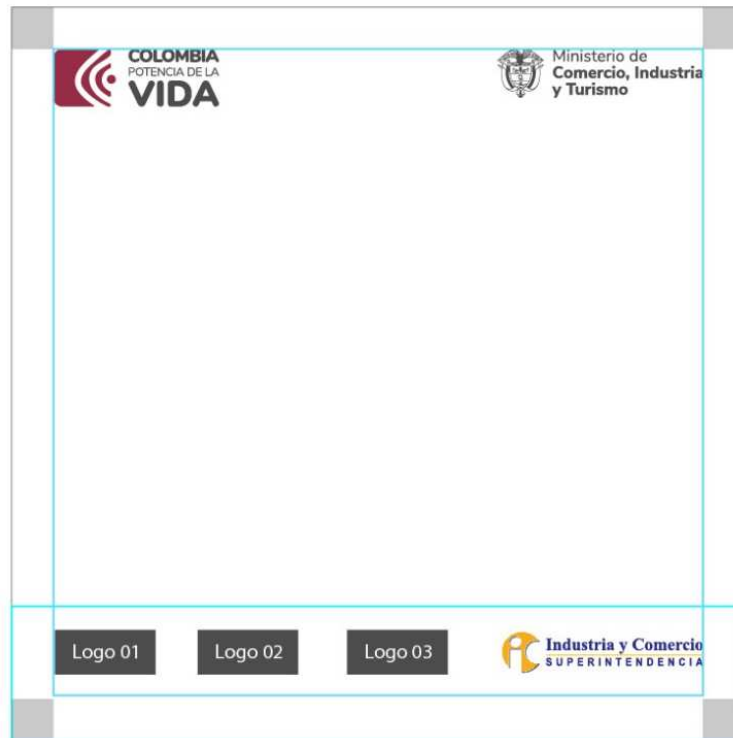 COLOMBIA
POTENCIA DE LA
VIDA
Ministerio de
Comercio, Industria
y Turismo
Logo 01
Logo 02
Logo 03
Industria y Comercio
SUPERINTENDENCIA